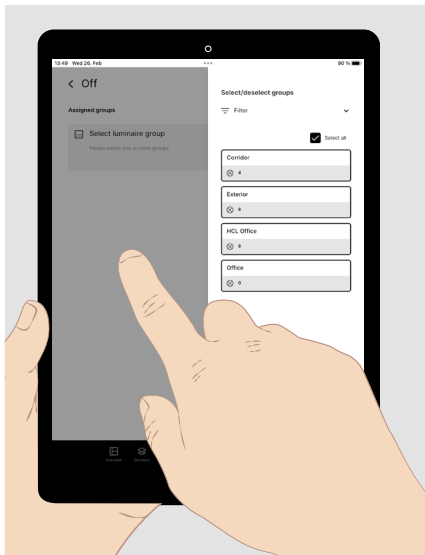 13:49 Wed 26. Feb
90 %
Off
Select/deselect groups
Assigned groups
Filter
Select luminaire group
Please select one or more groups.
Select all
Corridor
4
Exterior
HCL Office
Office
0